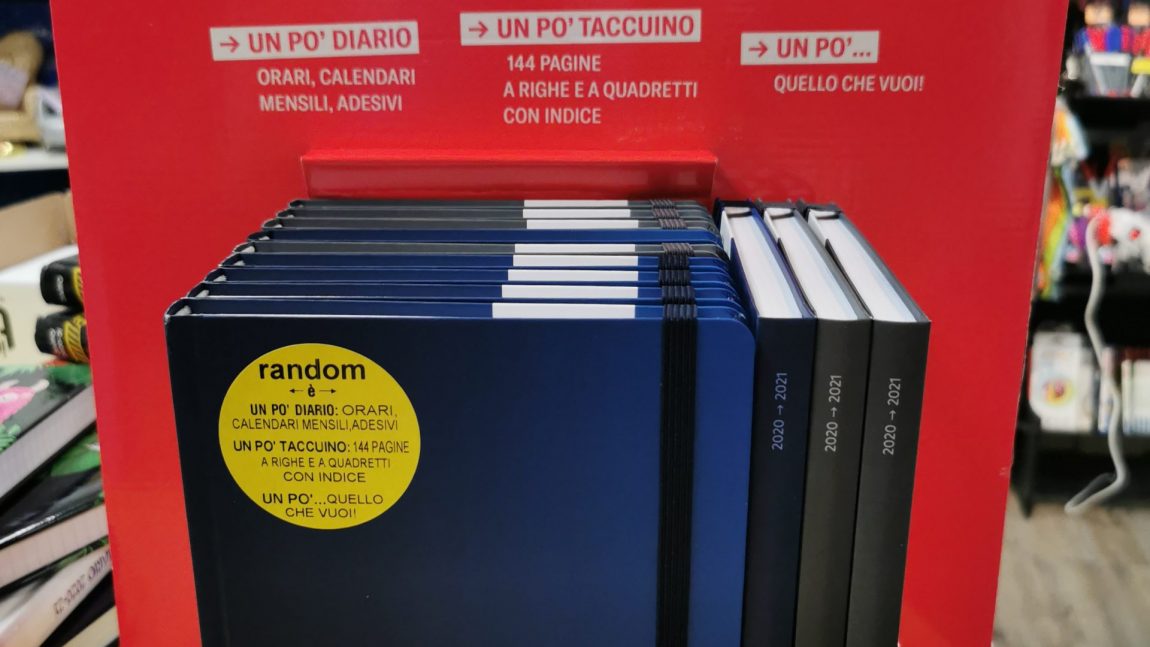 → UN PO' DIARIO
ORARI, CALENDARI
MENSILI, ADESIVI
→ UN PO' TACCUINO
144 PAGINE
A RIGHE E A QUADRETTI
CON INDICE
→ UN PO'...
QUELLO CHE VUOI!
random
←è→
UN PO' DIARIO: ORARI,
CALENDARI MENSILI,ADESIVI
UN PO' TACCUINO: 144 PAGINE
A RIGHE E A QUADRETTI
CON INDICE
UN PO'...QUELLO
CHE VUOI!
2020 → 2021
2020 → 2021
2020 → 2021